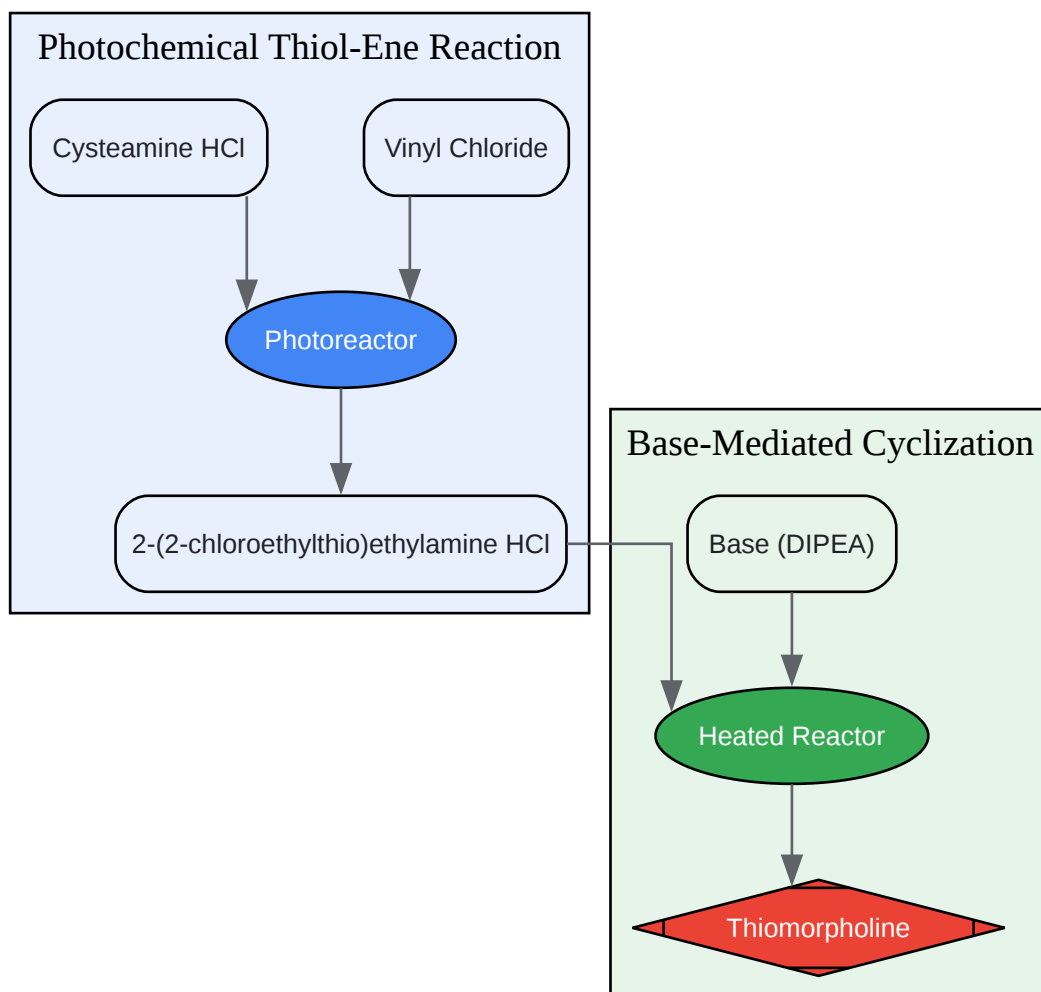 Photochemical Thiol-Ene Reaction
Cysteamine HCl
Vinyl Chloride
Photoreactor
2-(2-chloroethylthio)ethylamine HCl
Base-Mediated Cyclization
Base (DIPEA)
Heated Reactor
Thiomorpholine